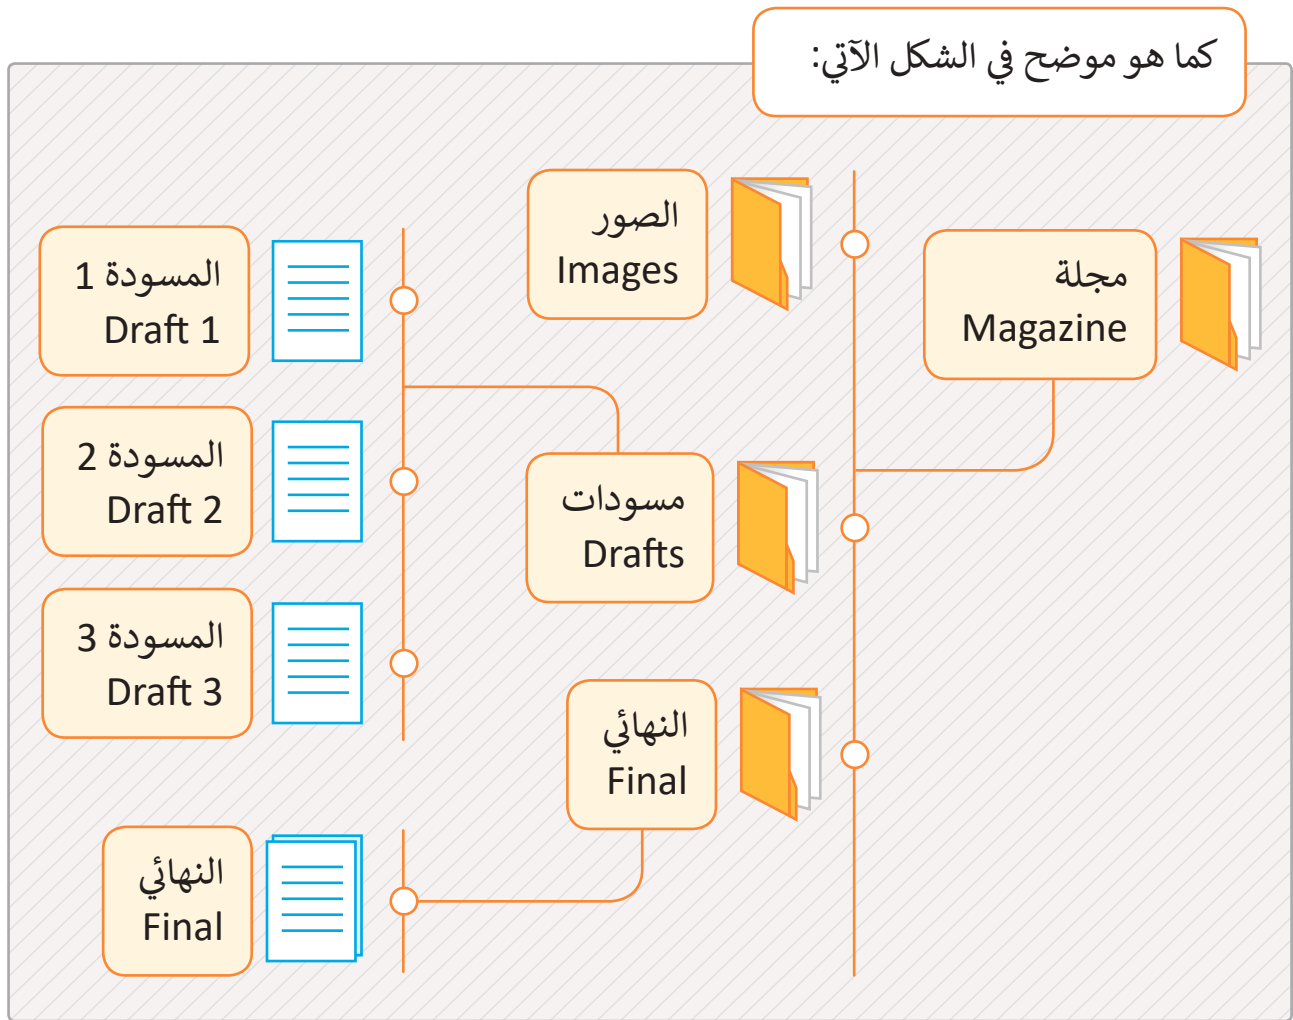 كما هو موضح في الشكل الآتي:
مجلة
Magazine
الصور
Images
مسودات
Drafts
المسودة 1
Draft 1
المسودة 2
Draft 2
المسودة 3
Draft 3
النهائي
Final
النهائي
Final